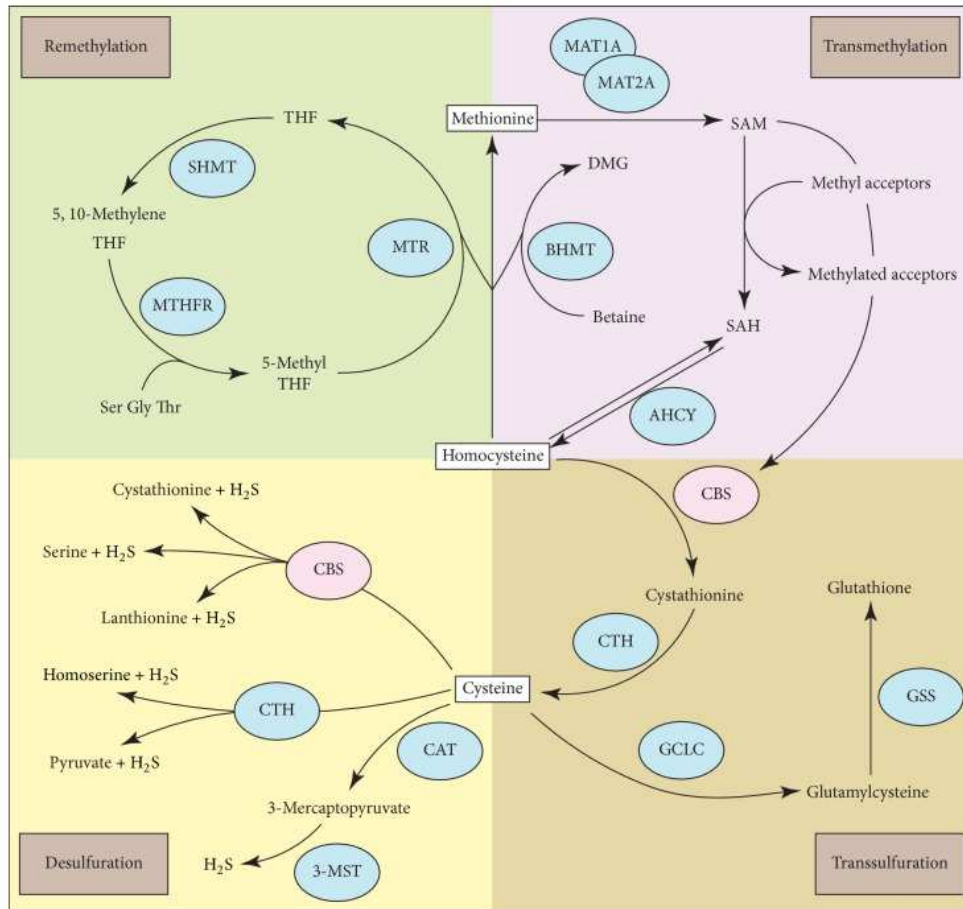 Remethylation
Transmethylation
MAT1A
MAT2A
THF
Methionine
SAM
SHMT
DMG
Methyl acceptors
5, 10-Methylene
THF
MTR
BHMT
Methylated acceptors
MTHFR
Betaine
SAH
5-Methyl
THF
Ser Gly Thr
AHCY
Homocysteine
CBS
Cystathionine + H₂S
Serine + H₂S
CBS
Lanthionine + H₂S
Cystathionine
Glutathione
CTH
Homoserine + H₂S
Cysteine
CTH
GSS
Pyruvate + H₂S
CAT
GCLC
3-Mercaptopyruvate
Glutamylcysteine
H₂S
3-MST
Desulfuration
Transsulfuration